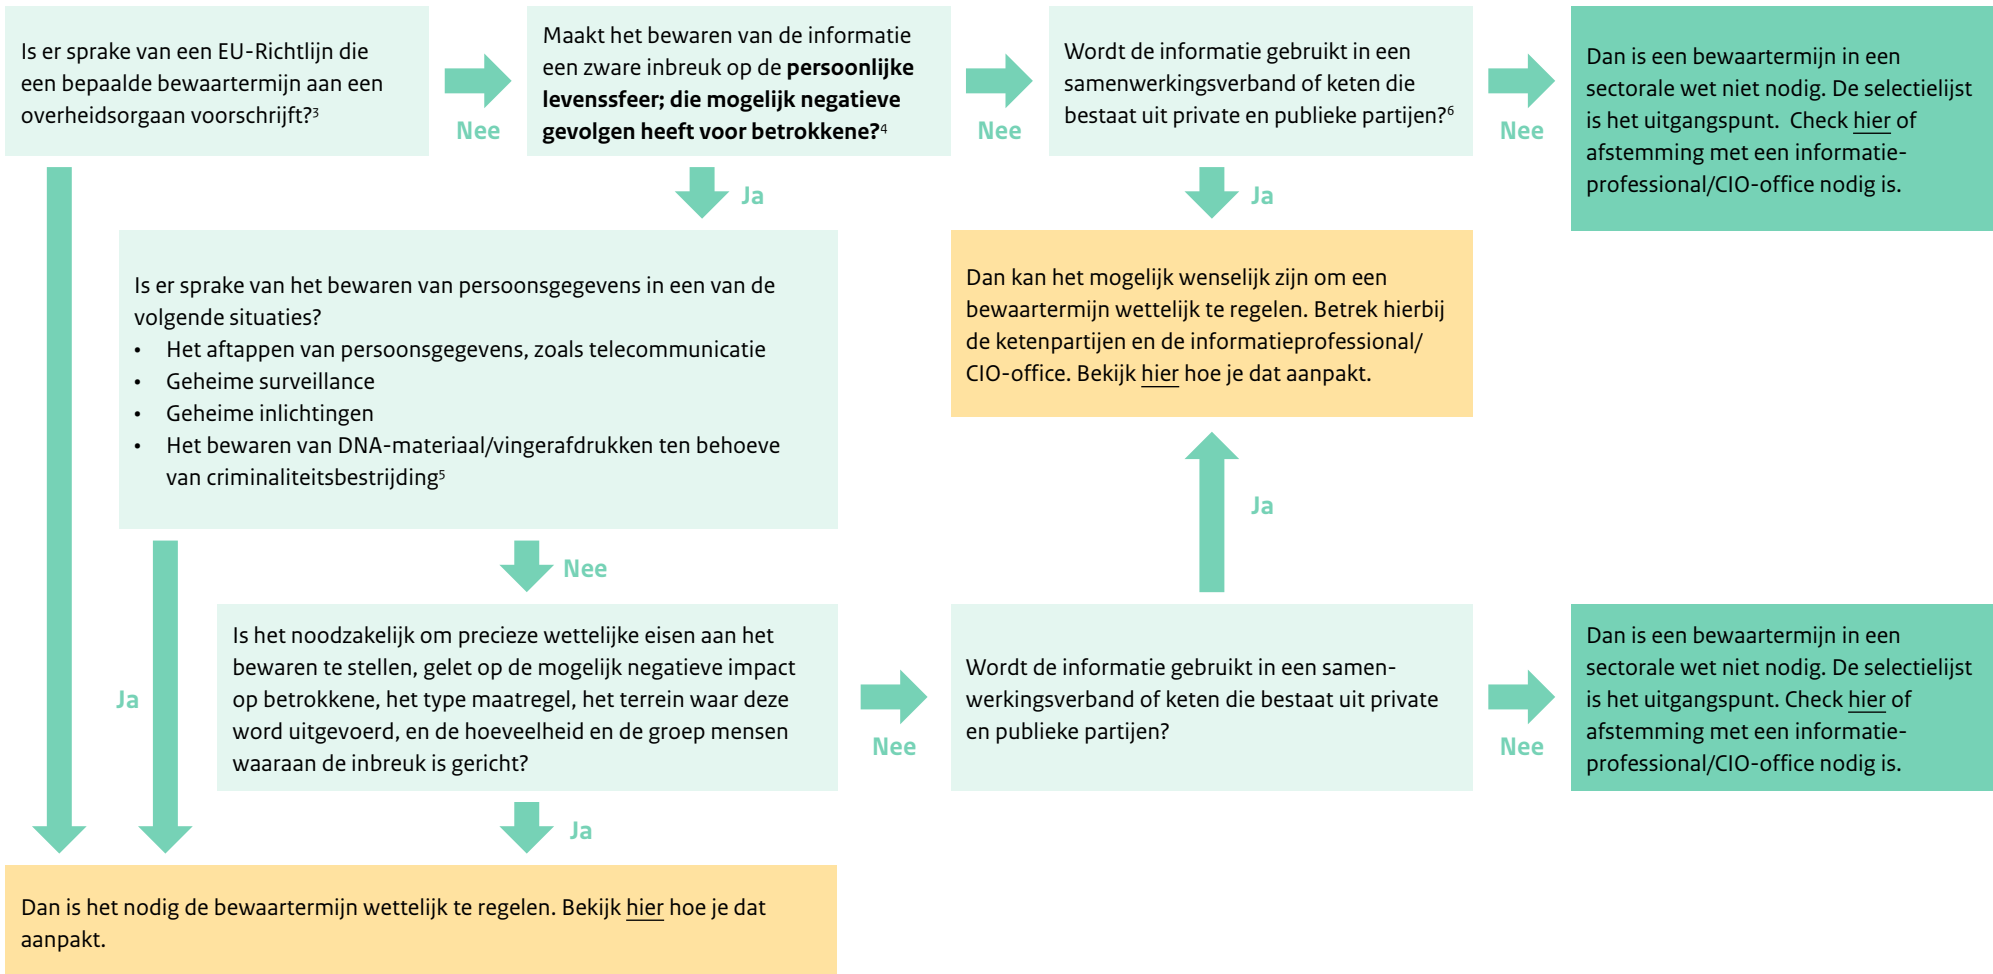 Is er sprake van een EU-Richtlijn die
een bepaalde bewaartermijn aan een
overheidsorgaan voorschrijft?³
Nee
Maakt het bewaren van de informatie
een zware inbreuk op de persoonlijke
levenssfeer; die mogelijk negatieve
gevolgen heeft voor betrokkene?⁴
Nee
Wordt de informatie gebruikt in een
samenwerkingsverband of keten die
bestaat uit private en publieke partijen?⁶
Nee
Dan is een bewaartermijn in een
sectorale wet niet nodig. De selectielijst
is het uitgangspunt. Check hier of
afstemming met een informatie-
professional/CIO-office nodig is.
Ja
Ja
Is er sprake van het bewaren van persoonsgegevens in een van de
volgende situaties?
• Het aftappen van persoonsgegevens, zoals telecommunicatie
• Geheime surveillance
• Geheime inlichtingen
• Het bewaren van DNA-materiaal/vingerafdrukken ten behoeve
van criminaliteitsbestrijding⁵
Dan kan het mogelijk wenselijk zijn om een
bewaartermijn wettelijk te regelen. Betrek hierbij
de ketenpartijen en de informatieprofessional/
CIO-office. Bekijk hier hoe je dat aanpakt.
Ja
Nee
Ja
Is het noodzakelijk om precieze wettelijke eisen aan het
bewaren te stellen, gelet op de mogelijk negatieve impact
op betrokkene, het type maatregel, het terrein waar deze
word uitgevoerd, en de hoeveelheid en de groep mensen
waaraan de inbreuk is gericht?
Nee
Wordt de informatie gebruikt in een samen-
werkingsverband of keten die bestaat uit private
en publieke partijen?
Nee
Dan is een bewaartermijn in een
sectorale wet niet nodig. De selectielijst
is het uitgangspunt. Check hier of
afstemming met een informatie-
professional/CIO-office nodig is.
Ja
Dan is het nodig de bewaartermijn wettelijk te regelen. Bekijk hier hoe je dat
aanpakt.